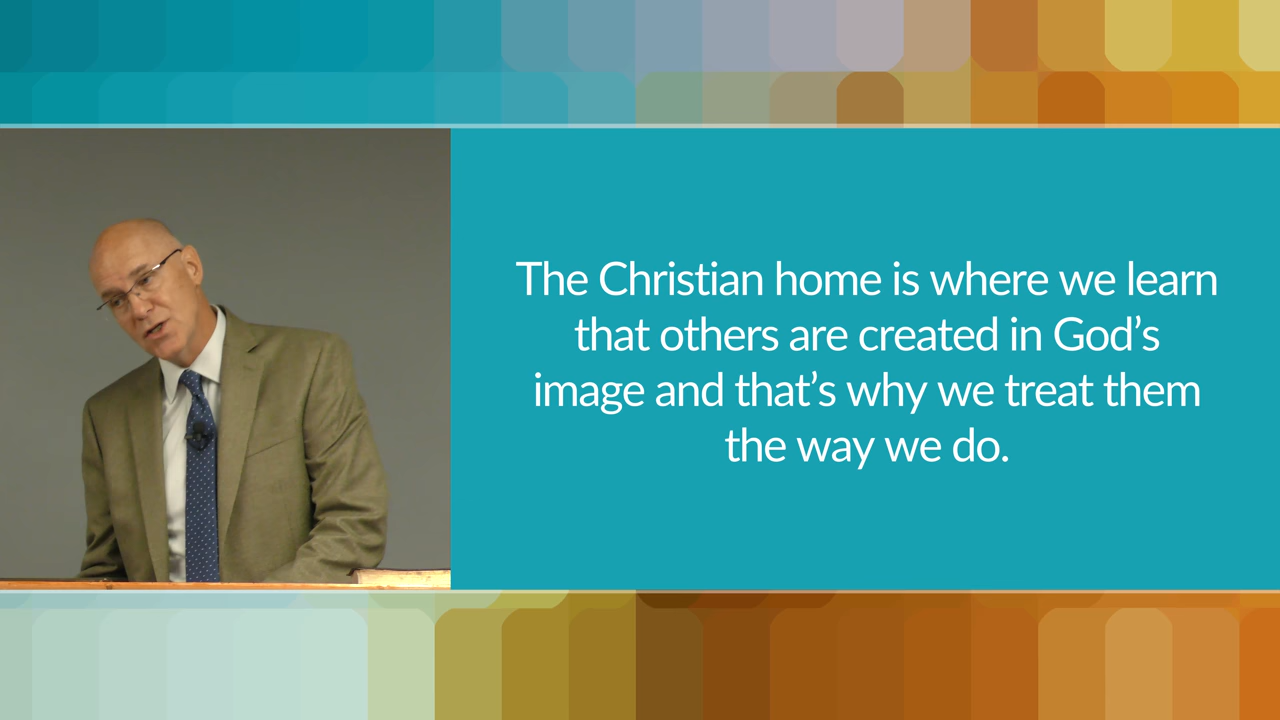 The Christian home is where we learn
that others are created in God’s
image and that’s why we treat them
the way we do.